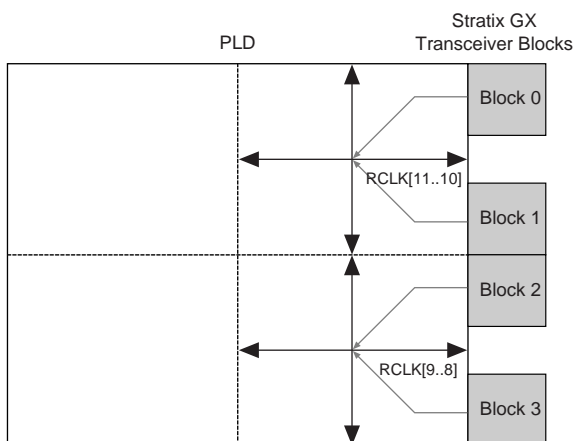 Stratix GX
Transceiver Blocks
PLD
Block 0
RCLK[11..10]
Block 1
Block 2
RCLK[9..8]
Block 3